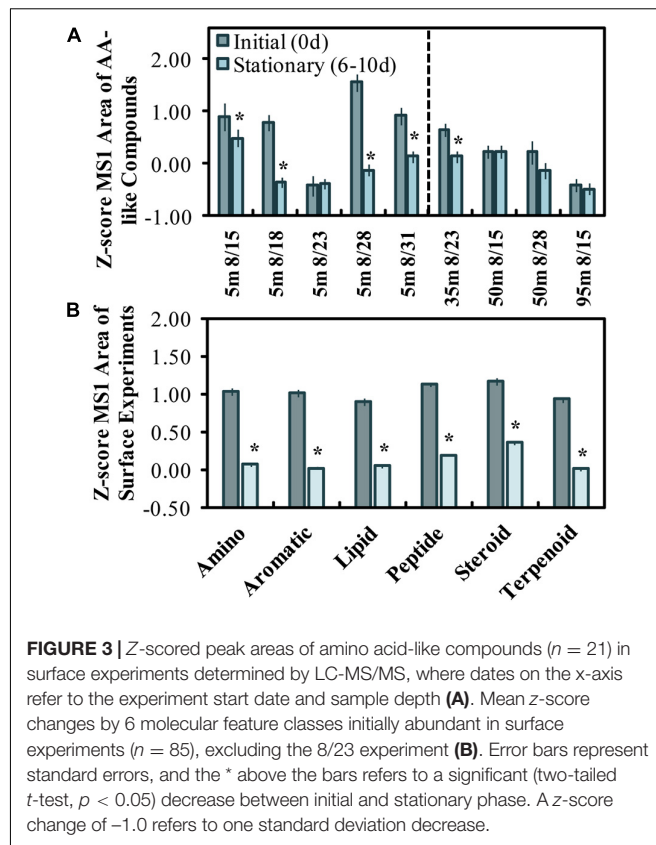 A
Z-score MS1 Area of AA-
like Compounds
2.00
1.00
0.00
-1.00
Initial (0d)
Stationary (6-10d)
*
*
*
*
*
5m 8/15
5m 8/18
5m 8/23
5m 8/28
5m 8/31
35m 8/23
50m 8/15
50m 8/28
95m 8/15
B
Z-score MS1 Area of
Surface Experiments
2.00
1.50
1.00
0.50
0.00
-0.50
*
*
*
*
*
*
Amino
Aromatic
Lipid
Peptide
Steroid
Terpenoid
FIGURE 3 | Z-scored peak areas of amino acid-like compounds (n = 21) in
surface experiments determined by LC-MS/MS, where dates on the x-axis
refer to the experiment start date and sample depth (A). Mean z-score
changes by 6 molecular feature classes initially abundant in surface
experiments (n = 85), excluding the 8/23 experiment (B). Error bars represent
standard errors, and the * above the bars refers to a significant (two-tailed
t-test, p < 0.05) decrease between initial and stationary phase. A z-score
change of –1.0 refers to one standard deviation decrease.